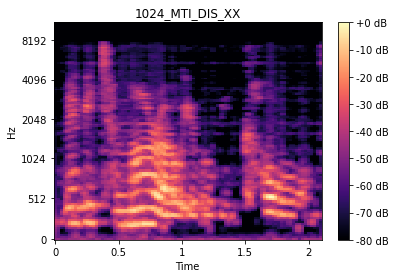 1024_MTI_DIS_XX
+0 dB
8192
-10 dB
4096
-20 dB
-30 dB
2048
Hz
-40 dB
1024
-50 dB
512
-60 dB
-70 dB
0
-80 dB
0 0.5 1 1.5 2
Time